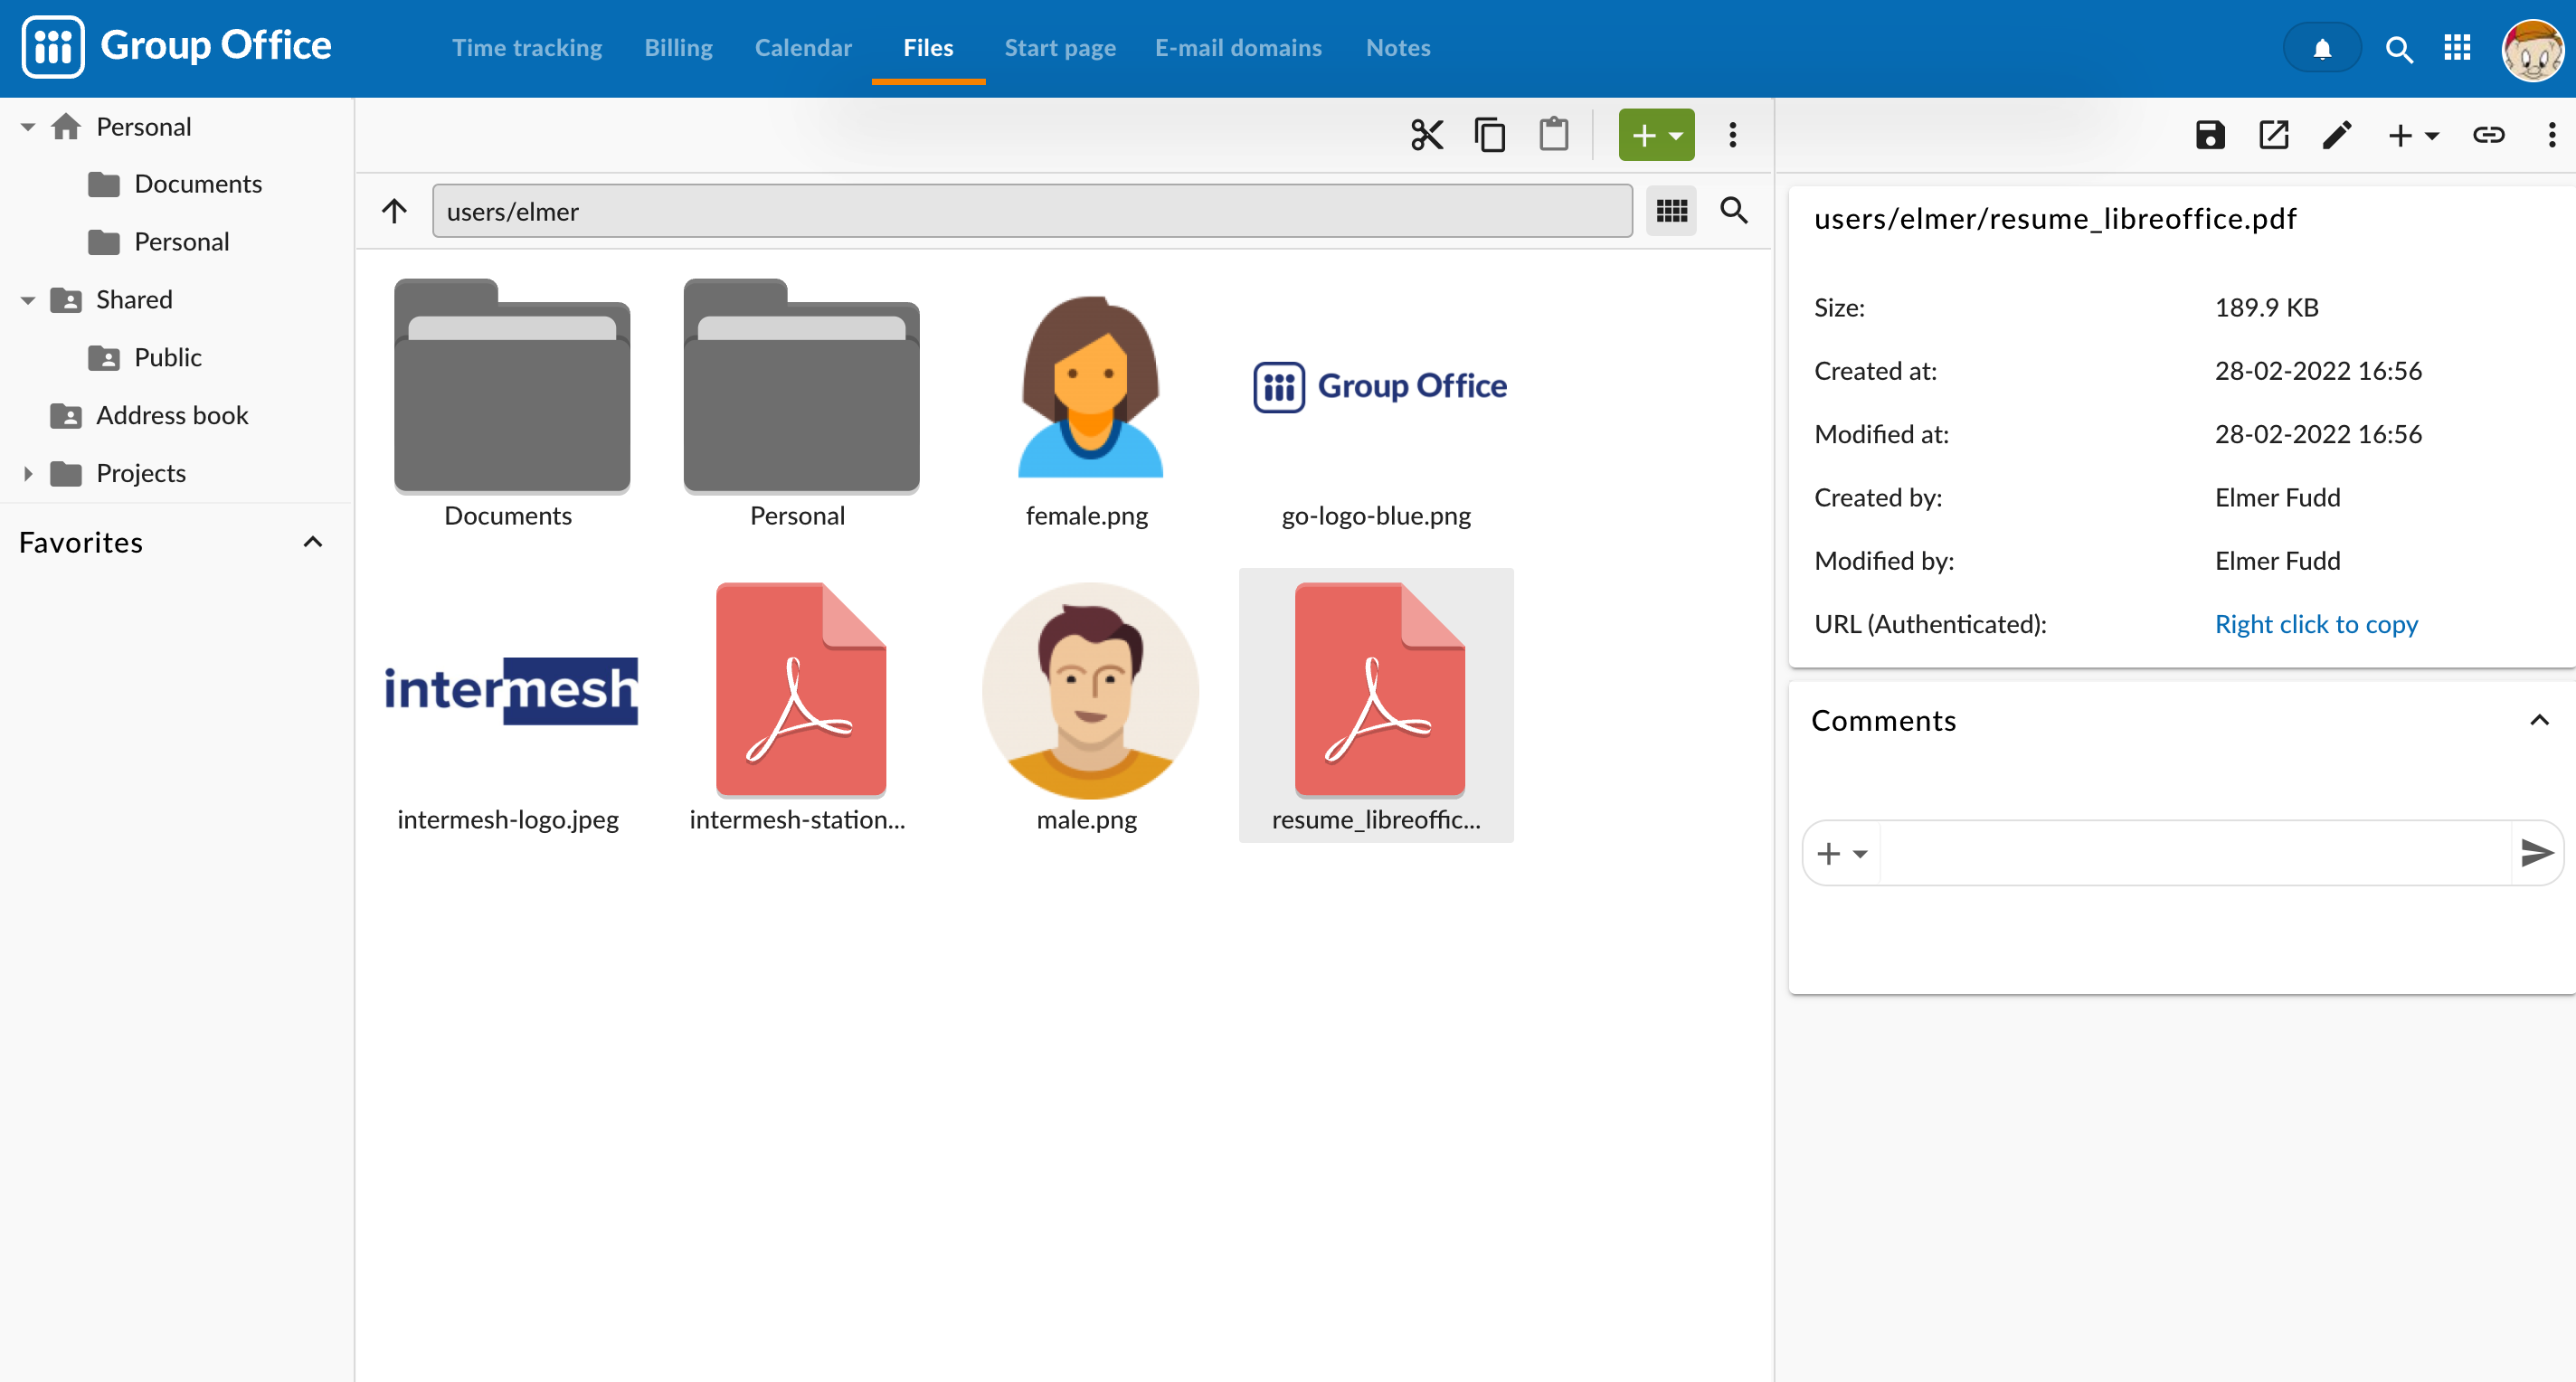 Group Office
Time tracking
Billing
Calendar
Files
Start page
E-mail domains
Notes
Personal
Documents
Personal
Shared
Public
Address book
Projects
Favorites
users/elmer
Documents
Personal
female.png
Group Office
go-logo-blue.png
intermesh
intermesh-logo.jpeg
intermesh-station...
male.png
resume_libreoffic...
users/elmer/resume_libreoffice.pdf
Size: 189.9 KB
Created at: 28-02-2022 16:56
Modified at: 28-02-2022 16:56
Created by: Elmer Fudd
Modified by: Elmer Fudd
URL (Authenticated): Right click to copy
Comments